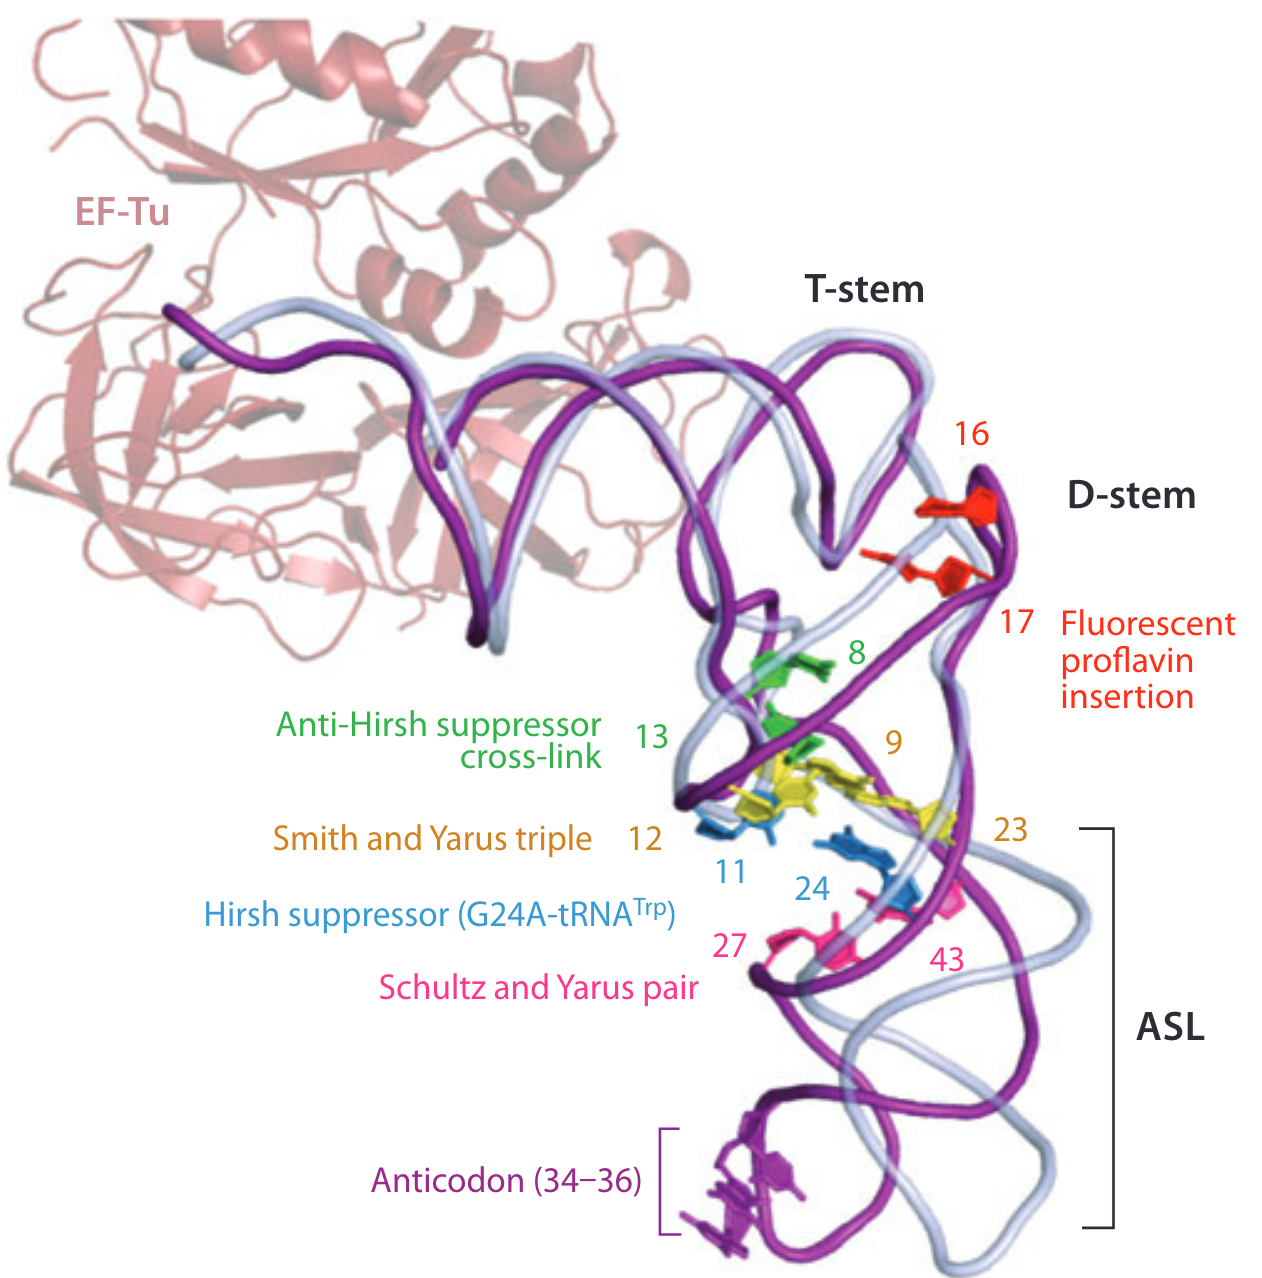 EF-Tu
T-stem
16
D-stem
17
Fluorescent
proflavin
insertion
8
Anti-Hirsh suppressor
cross-link
13
9
Smith and Yarus triple
12
23
11
24
Hirsh suppressor (G24A-tRNATrp)
27
43
Schultz and Yarus pair
ASL
Anticodon (34–36)